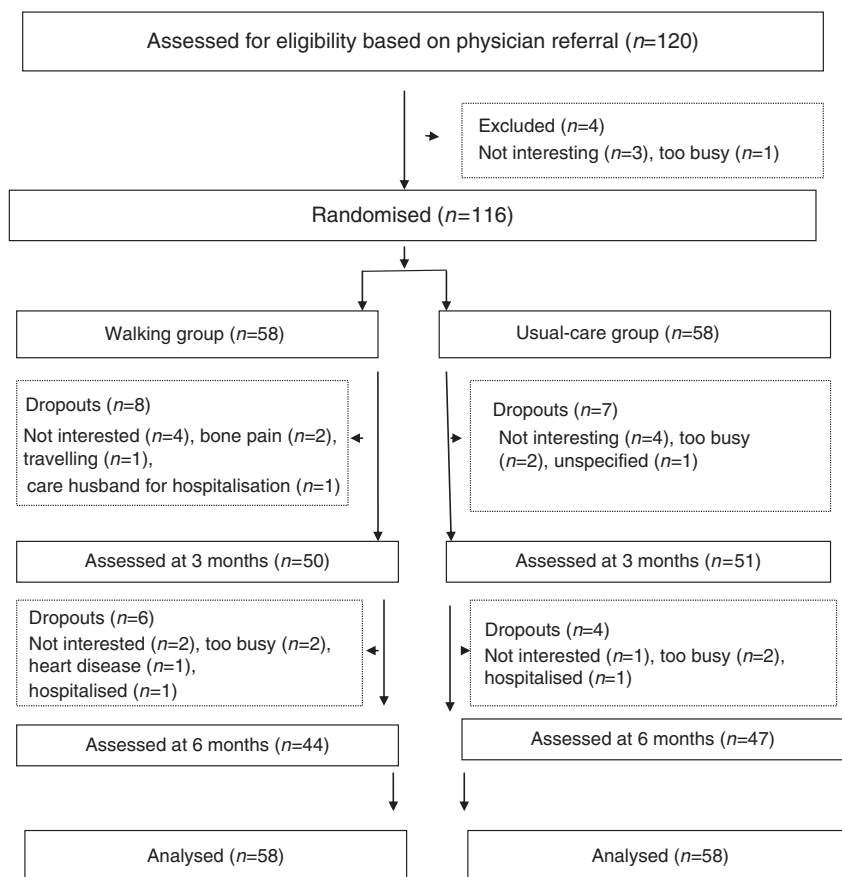 Assessed for eligibility based on physician referral (n=120)
Excluded (n=4)
Not interesting (n=3), too busy (n=1)
Randomised (n=116)
Walking group (n=58)
Usual-care group (n=58)
Dropouts (n=8)
Not interested (n=4), bone pain (n=2),
travelling (n=1),
care husband for hospitalisation (n=1)
Dropouts (n=7)
Not interesting (n=4), too busy
(n=2), unspecified (n=1)
Assessed at 3 months (n=50)
Assessed at 3 months (n=51)
Dropouts (n=6)
Not interested (n=2), too busy (n=2),
heart disease (n=1),
hospitalised (n=1)
Dropouts (n=4)
Not interested (n=1), too busy (n=2),
hospitalised (n=1)
Assessed at 6 months (n=44)
Assessed at 6 months (n=47)
Analysed (n=58)
Analysed (n=58)